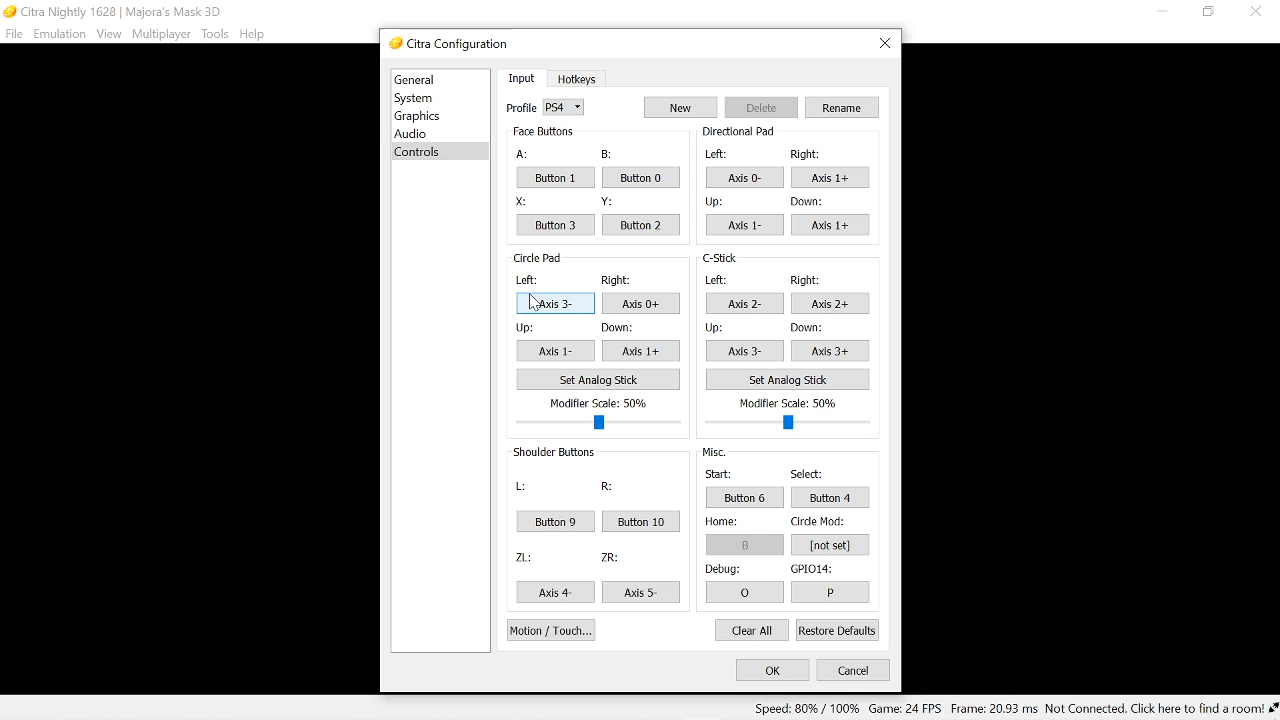 Citra Nightly 1628 | Majora's Mask 3D
File Emulation View Multiplayer Tools Help
Citra Configuration
General
System
Graphics
Audio
Controls
Input Hotkeys
Profile PS4 New Delete Rename
Face Buttons
A: B:
Button 1 Button 0
X: Y:
Button 3 Button 2
Directional Pad
Left: Right:
Axis 0- Axis 1+
Up: Down:
Axis 1- Axis 1+
Circle Pad
Left: Right:
Axis 3- Axis 0+
Up: Down:
Axis 1- Axis 1+
Set Analog Stick
Modifier Scale: 50%
C-Stick
Left: Right:
Axis 2- Axis 2+
Up: Down:
Axis 3- Axis 3+
Set Analog Stick
Modifier Scale: 50%
Shoulder Buttons
L: R:
Button 9 Button 10
ZL: ZR:
Axis 4- Axis 5-
Misc.
Start: Select:
Button 6 Button 4
Home: Circle Mod:
B [not set]
Debug: GPIO14:
O P
Motion / Touch... Clear All Restore Defaults
OK Cancel
Speed: 80% / 100% Game: 24 FPS Frame: 20.93 ms Not Connected. Click here to find a room!